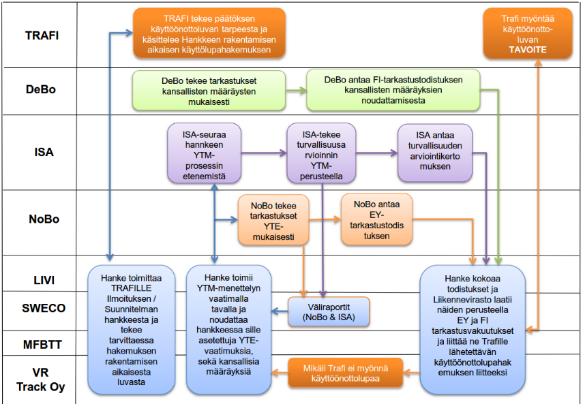 TRAFI
TRAFI tekee päätöksen
käyttöönottoluvan tarpeesta ja
käsittelee Hankkeen rakentamisen
aikaisen käyttölupahakemuksen
Trafi myöntää
käyttöönotto-
luvan
TAVOITE
DeBo
DeBo tekee tarkastukset
kansallisten määräysten
mukaisesti
DeBo antaa FI-tarkastustodistuksen
kansallisten määräyksien
noudattamisesta
ISA
ISA-seuraa
hannkeen
YTM-
prosessin
etenemistä
ISA-tekee
turvallisuusa
rvioinnin
YTM-
perusteella
ISA antaa
turvallisuuden
arviointikerto
muksen
NoBo
NoBo tekee
tarkastukset
YTE-
mukaisesti
NoBo antaa
EY-
tarkastustodis
tuksen
LIVI
SWECO
MFBTT
VR
Track Oy
Hanke toimittaa
TRAFILLE
Ilmoituksen /
Suunnitelman
hankkeesta ja
tekee
tarvittaessa
hakemuksen
rakentamisen
aikaisesta
luvasta
Hanke toimii
YTM-menettelyn
vaatimalla
tavalla ja
noudattaa
hankkeessa sille
asetettuja YTE-
vaatimuksia,
sekä kansallisia
määräyksiä
Väliraportit
(NoBo & ISA)
Mikäli Trafi ei myönnä
käyttöönottolupaa
Hanke kokoaa
todistukset ja
Liikennevirasto laatii
näiden perusteella
EY ja FI
tarkastusvakuutukset
ja liittää ne Trafille
lähetettävään
käyttöönottolupahak
emuksen liitteeksi